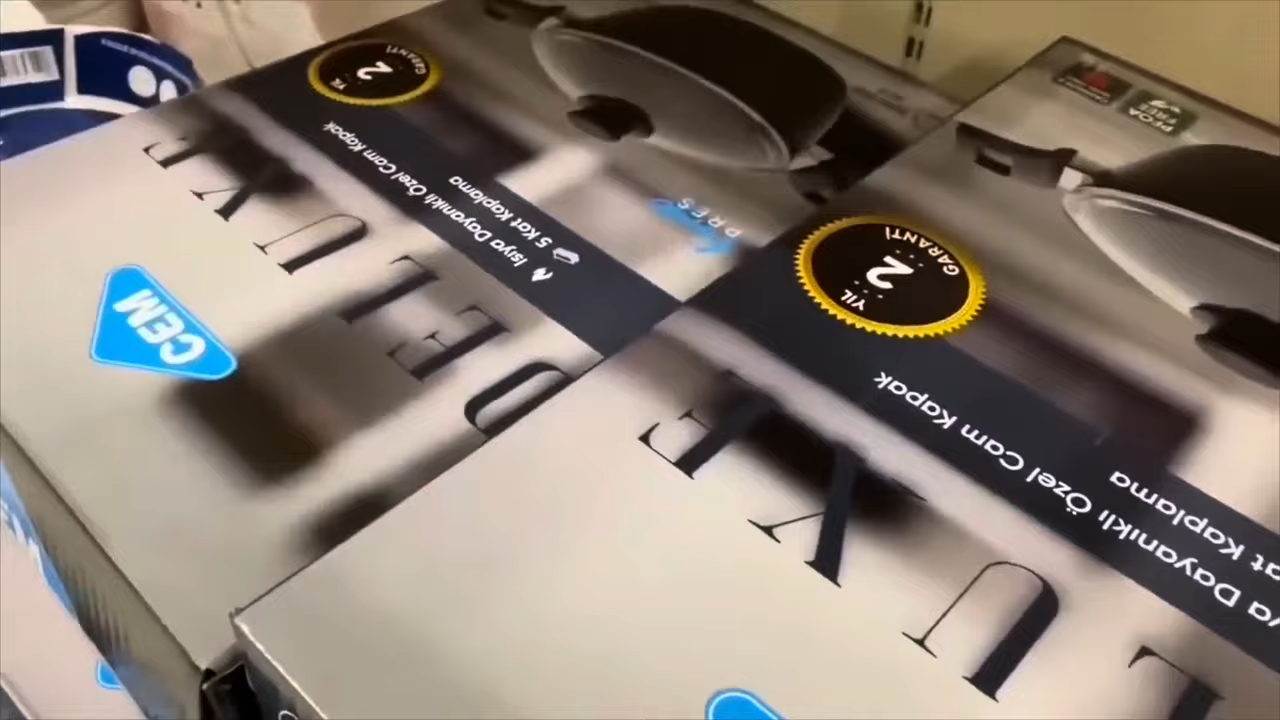 CEM
DELUXE
5 Kat Kaplama
Isıya Dayanıklı Özel Cam Kapak
2
YIL
GARANTİ
PRES
LUXE
at Kaplama
ya Dayanıklı Özel Cam Kapak
2
YIL
GARANTİ
PFOA
FREE